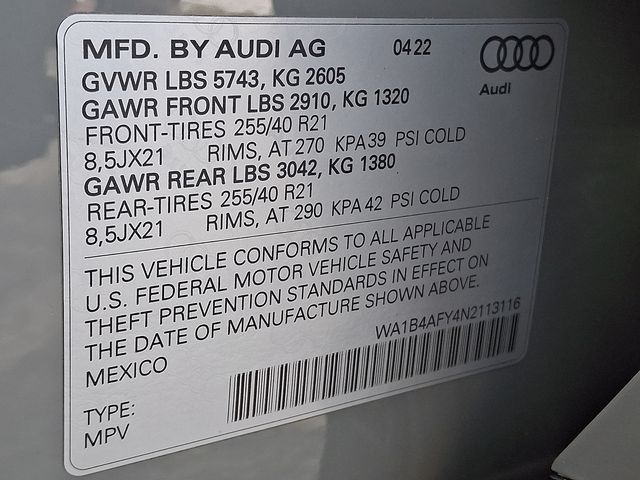 MFD. BY AUDI AG 04 22
Audi
GVWR LBS 5743, KG 2605
GAWR FRONT LBS 2910, KG 1320
FRONT-TIRES 255/40 R21
8,5JX21 RIMS, AT 270 KPA 39 PSI COLD
GAWR REAR LBS 3042, KG 1380
REAR-TIRES 255/40 R21
8,5JX21 RIMS, AT 290 KPA 42 PSI COLD
THIS VEHICLE CONFORMS TO ALL APPLICABLE
U.S. FEDERAL MOTOR VEHICLE SAFETY AND
THEFT PREVENTION STANDARDS IN EFFECT ON
THE DATE OF MANUFACTURE SHOWN ABOVE.
MEXICO WA1B4AFY4N2113116
TYPE:
MPV